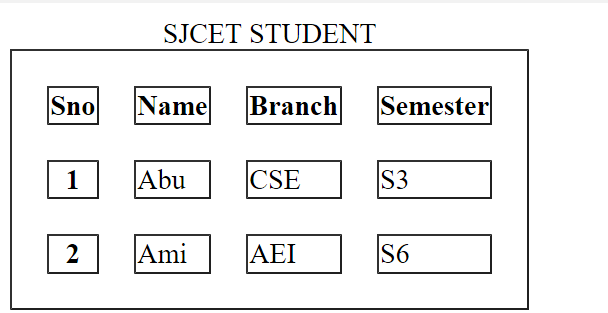 SJCET STUDENT
Sno Name Branch Semester
1 Abu CSE S3
2 Ami AEI S6